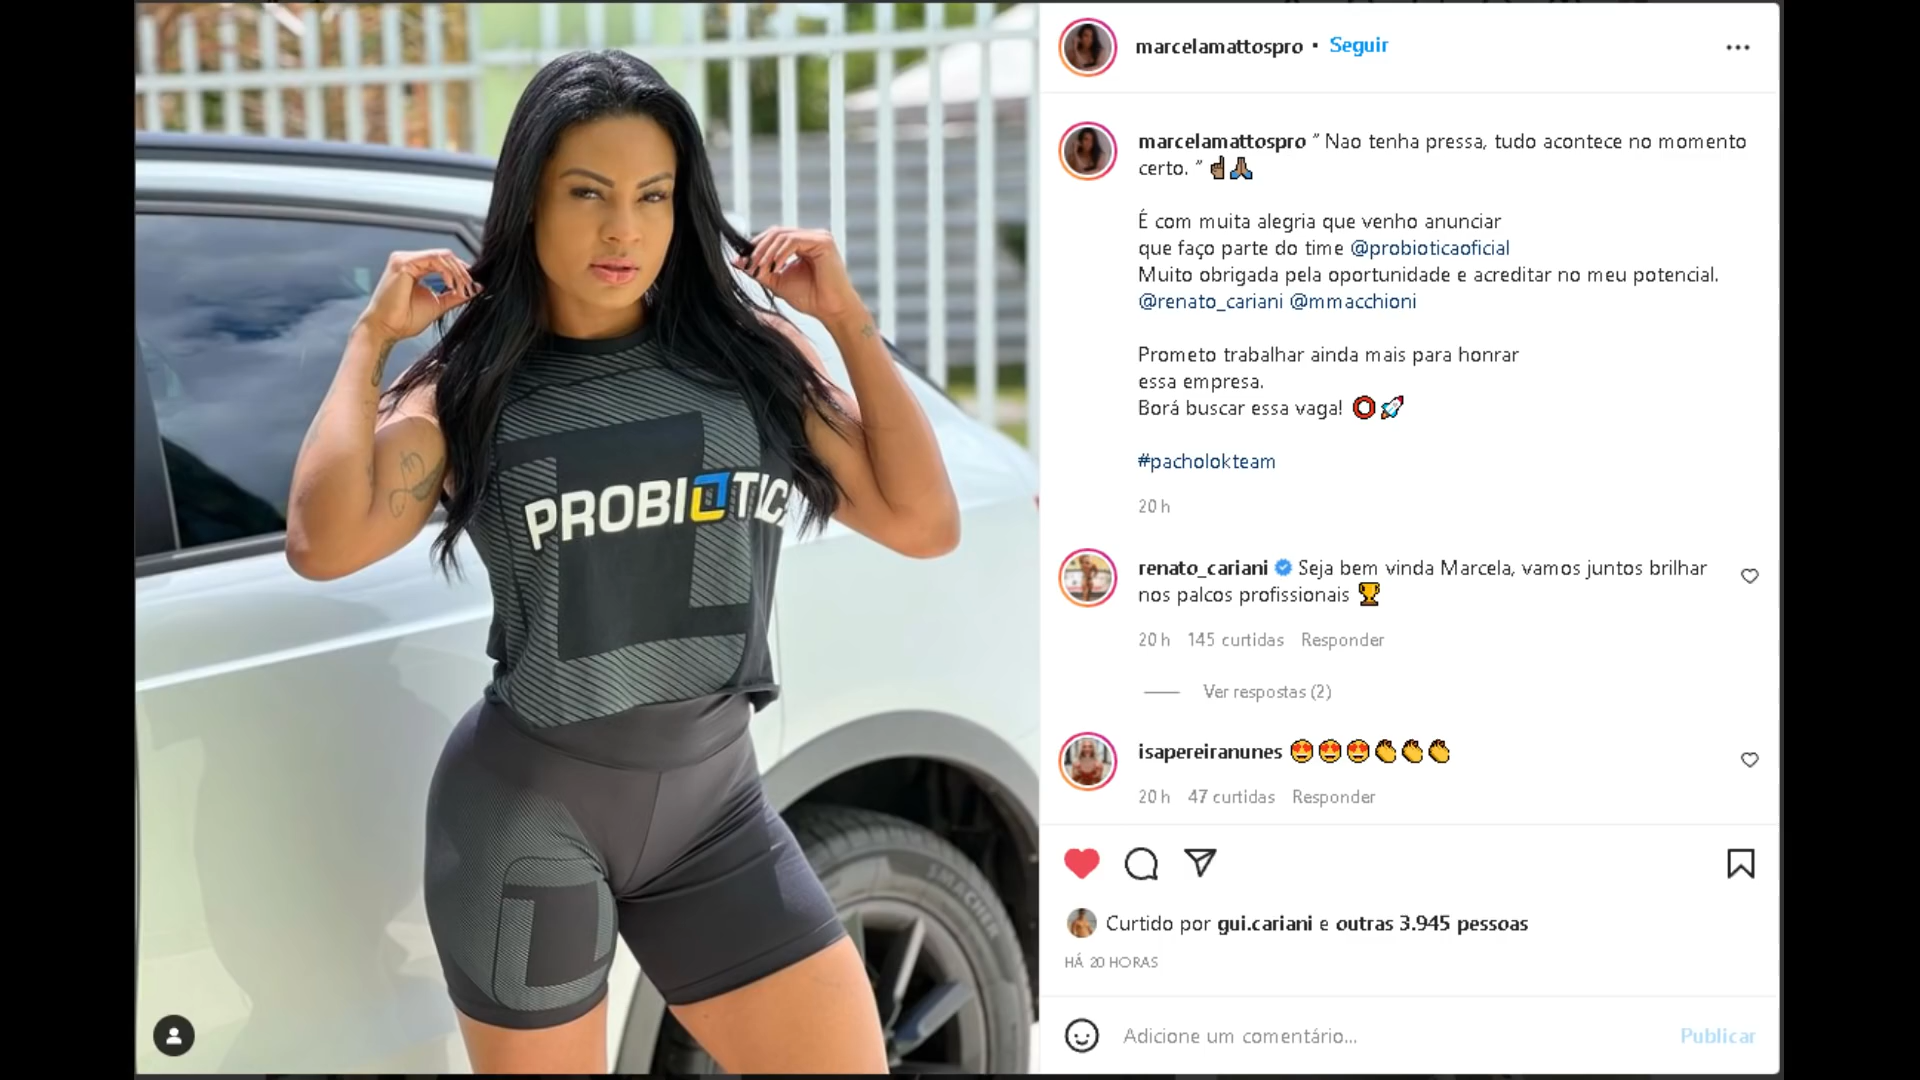 PROBIOTIC
SMACHER
marcelamattospro • Seguir
marcelamattospro " Nao tenha pressa, tudo acontece no momento
certo. " ☝🏽🙏🏽
É com muita alegria que venho anunciar
que faço parte do time @probioticaoficial
Muito obrigada pela oportunidade e acreditar no meu potencial.
@renato_cariani @mmacchioni
Prometo trabalhar ainda mais para honrar
essa empresa.
Borá buscar essa vaga! ⭕🚀
#pacholokteam
20 h
renato_cariani Seja bem vinda Marcela, vamos juntos brilhar
nos palcos profissionais 🏆
20 h 145 curtidas Responder
Ver respostas (2)
isapereiranunes 😍😍😍👏👏👏
20 h 47 curtidas Responder
Curtido por gui.cariani e outras 3.945 pessoas
HÁ 20 HORAS
Adicione um comentário... Publicar